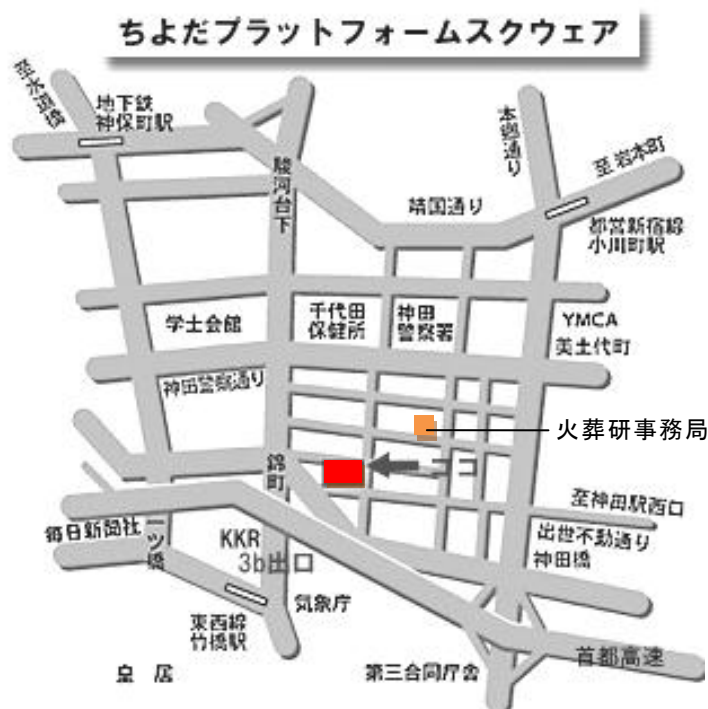 ちよだプラットフォームスクウェア
至水道橋
地下鉄
神保町駅
本郷通り
至岩本町
駿河台下
靖国通り
都営新宿線
小川町駅
学士会館
千代田
保健所
神田
警察署
YMCA
美土代町
神田警察通り
火葬研事務局
ココ
錦町
至神田駅西口
毎日新聞社
一ツ橋
KKR
3b出口
出世不動通り
神田橋
気象庁
東西線
竹橋駅
皇居
第三合同庁舎
首都高速